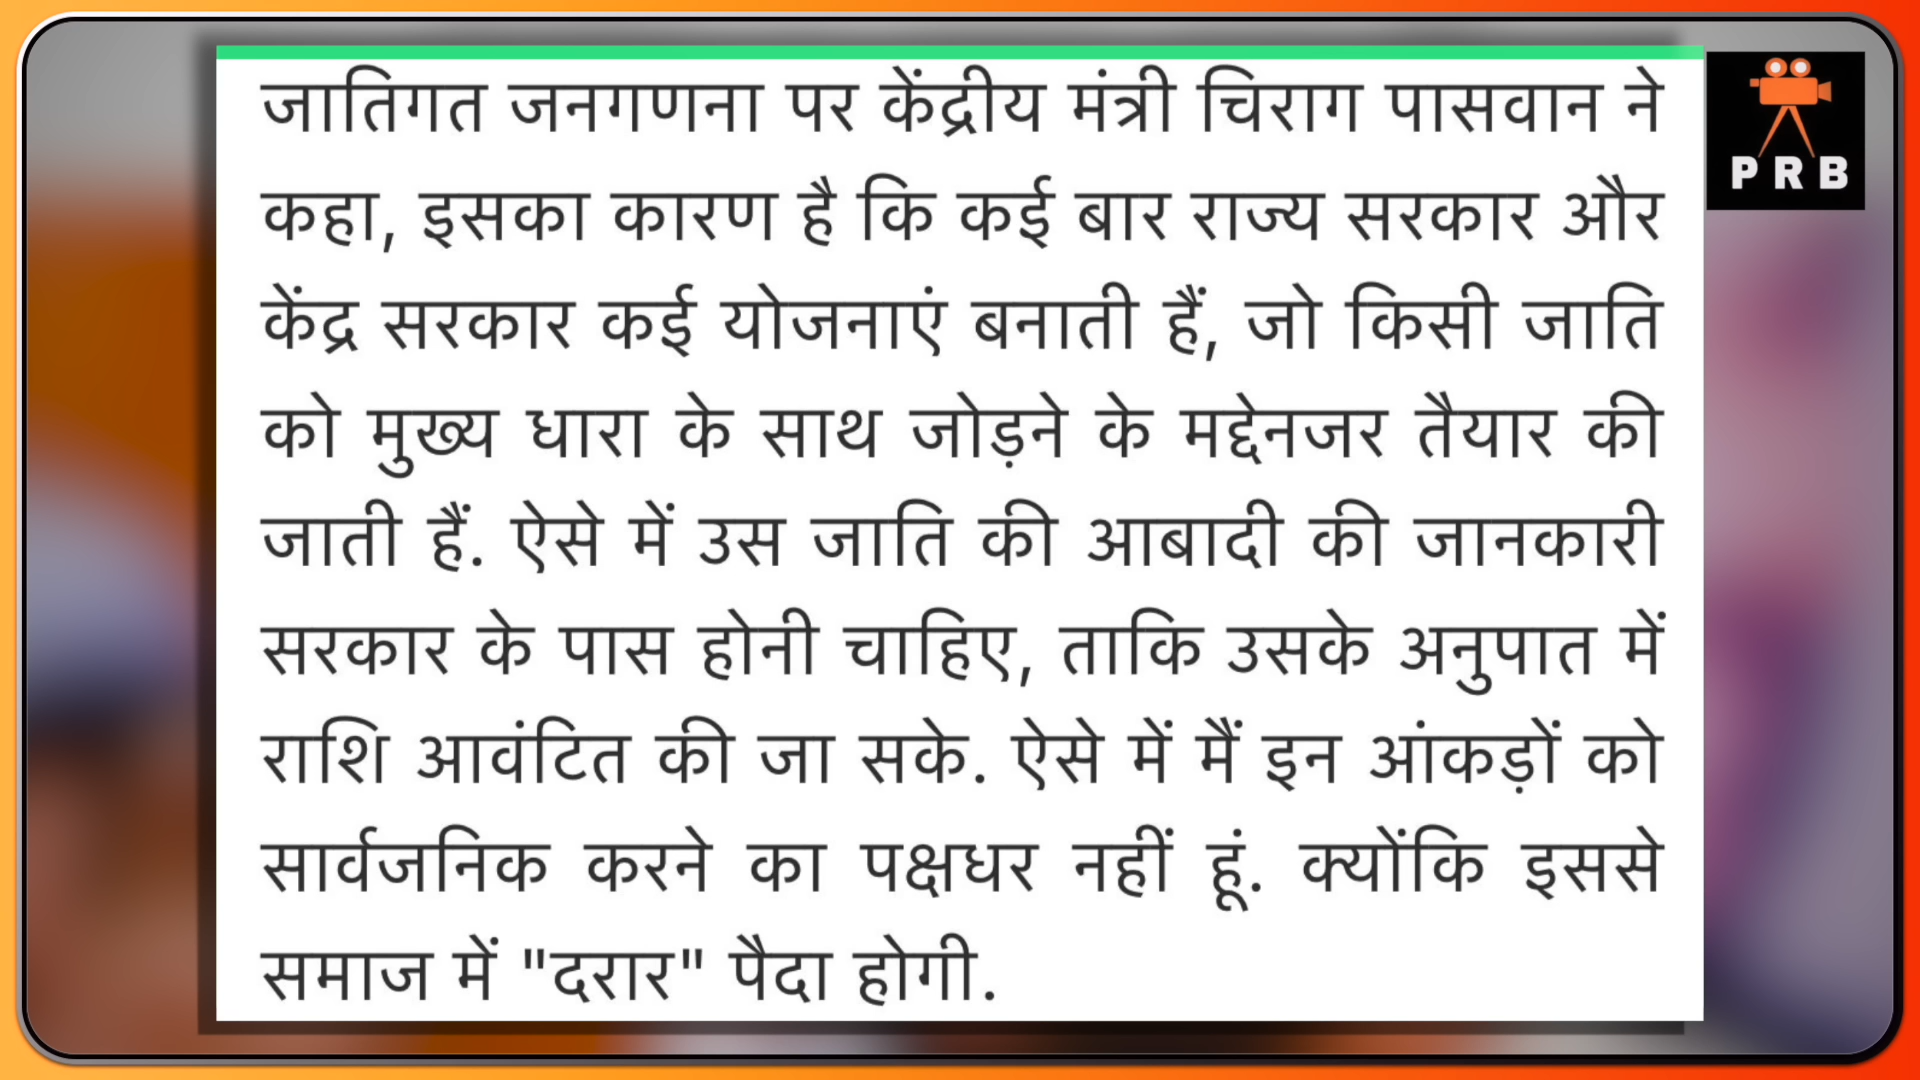 जातिगत जनगणना पर केंद्रीय मंत्री चिराग पासवान ने
कहा, इसका कारण है कि कई बार राज्य सरकार और
केंद्र सरकार कई योजनाएं बनाती हैं, जो किसी जाति
को मुख्य धारा के साथ जोड़ने के मद्देनजर तैयार की
जाती हैं. ऐसे में उस जाति की आबादी की जानकारी
सरकार के पास होनी चाहिए, ताकि उसके अनुपात में
राशि आवंटित की जा सके. ऐसे में मैं इन आंकड़ों को
सार्वजनिक करने का पक्षधर नहीं हूं. क्योंकि इससे
समाज में "दरार" पैदा होगी.
P R B